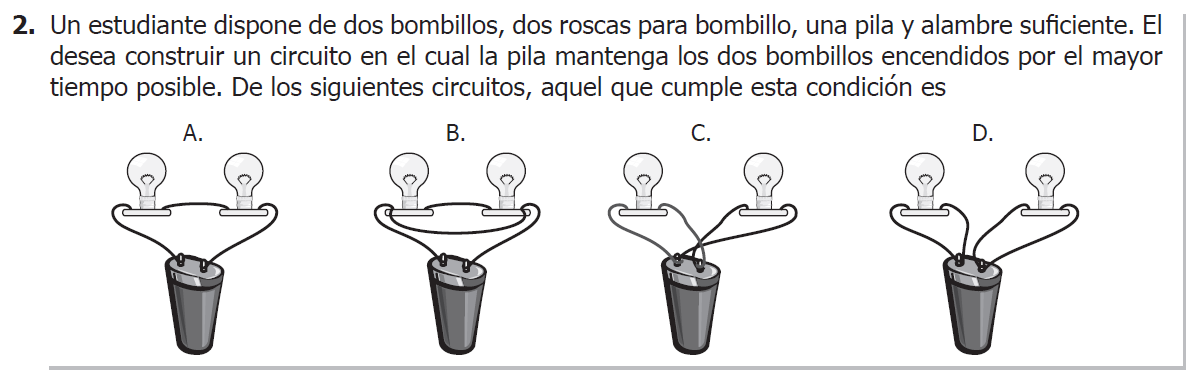 2. Un estudiante dispone de dos bombillos, dos roscas para bombillo, una pila y alambre suficiente. El
desea construir un circuito en el cual la pila mantenga los dos bombillos encendidos por el mayor
tiempo posible. De los siguientes circuitos, aquel que cumple esta condición es
A. B. C. D.